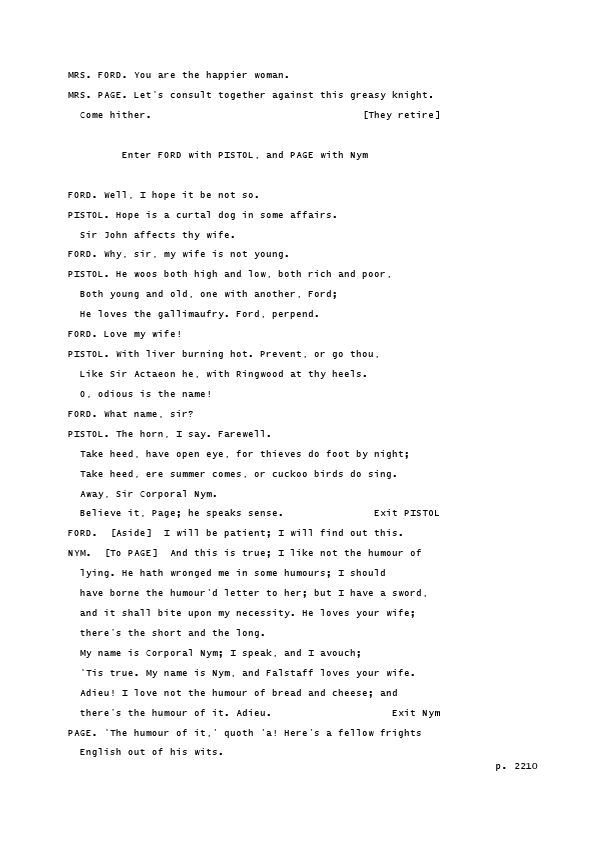 MRS. FORD. You are the happier woman.
MRS. PAGE. Let's consult together against this greasy knight.
Come hither. [They retire]
Enter FORD with PISTOL, and PAGE with Nym
FORD. Well, I hope it be not so.
PISTOL. Hope is a curtal dog in some affairs.
Sir John affects thy wife.
FORD. Why, sir, my wife is not young.
PISTOL. He woos both high and low, both rich and poor,
Both young and old, one with another, Ford;
He loves the gallimaufry. Ford, perpend.
FORD. Love my wife!
PISTOL. With liver burning hot. Prevent, or go thou,
Like Sir Actaeon he, with Ringwood at thy heels.
O, odious is the name!
FORD. What name, sir?
PISTOL. The horn, I say. Farewell.
Take heed, have open eye, for thieves do foot by night;
Take heed, ere summer comes, or cuckoo birds do sing.
Away, Sir Corporal Nym.
Believe it, Page; he speaks sense. Exit PISTOL
FORD. [Aside] I will be patient; I will find out this.
NYM. [To PAGE] And this is true; I like not the humour of
lying. He hath wronged me in some humours; I should
have borne the humour'd letter to her; but I have a sword,
and it shall bite upon my necessity. He loves your wife;
there's the short and the long.
My name is Corporal Nym; I speak, and I avouch;
'Tis true. My name is Nym, and Falstaff loves your wife.
Adieu! I love not the humour of bread and cheese; and
there's the humour of it. Adieu. Exit Nym
PAGE. 'The humour of it,' quoth 'a! Here's a fellow frights
English out of his wits.
p. 2210